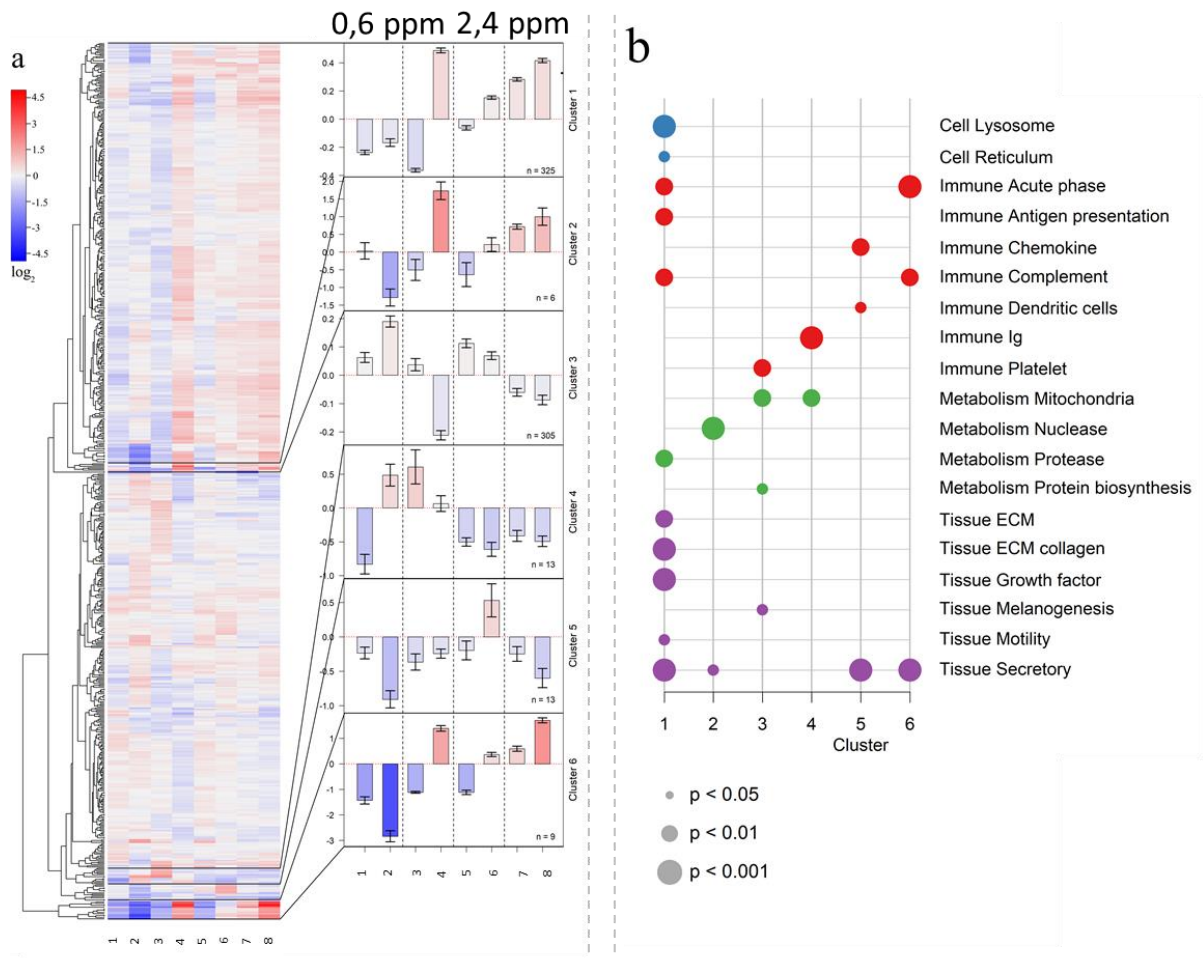 a
0,6 ppm 2,4 ppm
4.5
3
1.5
0
-1.5
-3
-4.5
log2
1 2 3 4 5 6 7 8
0.4
0.2
0.0
0.2
0.4
n = 325
Cluster 1
2.0
1.5
1.0
0.5
0.0
-0.5
-1.0
-1.5
n = 6
Cluster 2
0.2
0.1
0.0
-0.1
-0.2
n = 305
Cluster 3
0.5
0.0
-0.5
-1.0
n = 13
Cluster 4
0.5
0.0
-0.5
-1.0
n = 13
Cluster 5
1
0
-1
-2
-3
n = 9
Cluster 6
1 2 3 4 5 6 7 8
b
Cell Lysosome
Cell Reticulum
Immune Acute phase
Immune Antigen presentation
Immune Chemokine
Immune Complement
Immune Dendritic cells
Immune Ig
Immune Platelet
Metabolism Mitochondria
Metabolism Nuclease
Metabolism Protease
Metabolism Protein biosynthesis
Tissue ECM
Tissue ECM collagen
Tissue Growth factor
Tissue Melanogenesis
Tissue Motility
Tissue Secretory
1 2 3 4 5 6
Cluster
p < 0.05
p < 0.01
p < 0.001